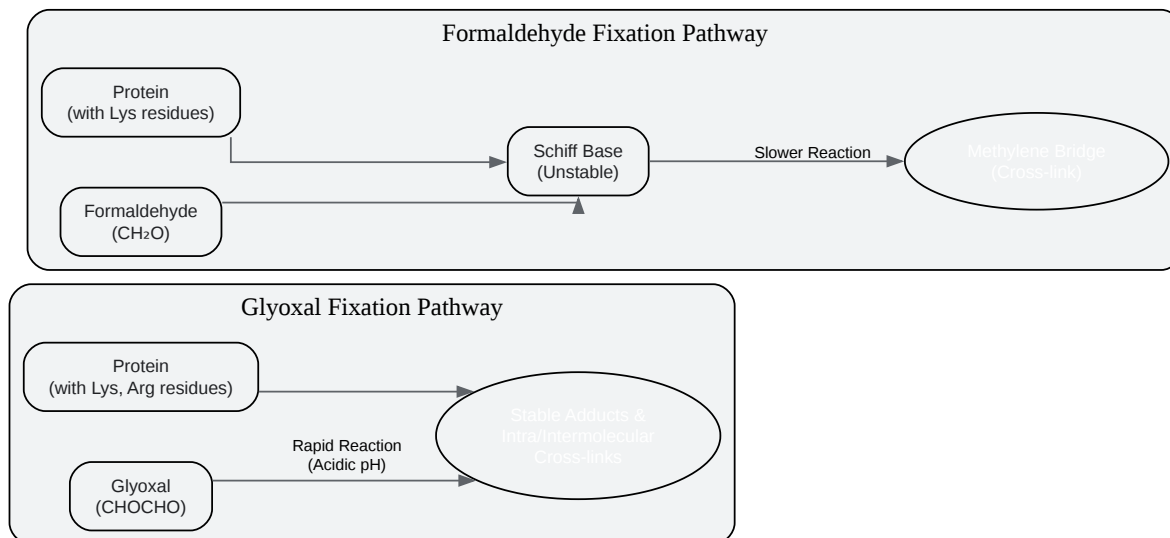 Formaldehyde Fixation Pathway
Protein
(with Lys residues)
Schiff Base
(Unstable)
Slower Reaction
Methylene Bridge
(Cross-link)
Formaldehyde
(CH₂O)
Glyoxal Fixation Pathway
Protein
(with Lys, Arg residues)
Stable Adducts &
Intra/Intermolecular
Cross-links
Rapid Reaction
(Acidic pH)
Glyoxal
(CHOCHO)